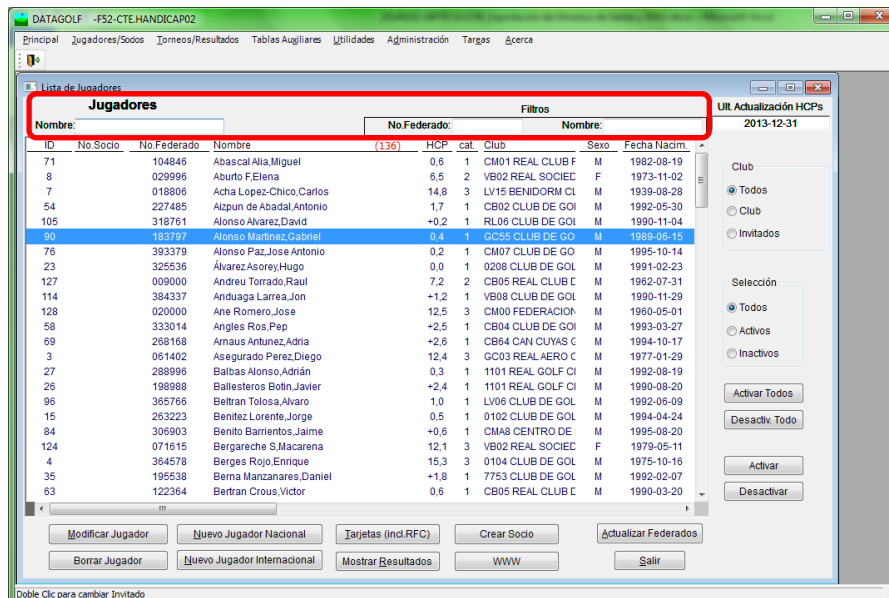 DATAGOLF -F52-CTE.HANDICAP02
Principal Jugadores/Socios Torneos/Resultados Tablas Auxiliares Utilidades Administración Targas Acerca
Lista de Jugadores
Jugadores Filtros Ult. Actualización HCPs
Nombre: No.Federado: Nombre: 2013-12-31
ID No.Socio No.Federado Nombre (136) HCP cat. Club Sexo Fecha Nacim.
71 104846 Abascal Alia,Miguel 0,6 1 CM01 REAL CLUB F M 1982-08-19
8 029996 Aburto F,Elena 6,5 2 VB02 REAL SOCIED F 1973-11-02
7 018806 Acha Lopez-Chico,Carlos 14,8 3 LV15 BENIDORM CL M 1939-08-28
54 227485 Aizpun de Abadal,Antonio 1,7 1 CB02 CLUB DE GOI M 1992-05-30
105 318761 Alonso Alvarez,David +0,2 1 RL06 CLUB DE GOL M 1990-11-04
90 183797 Alonso Martinez,Gabriel 0,4 1 GC55 CLUB DE GO M 1989-06-15
76 393379 Alonso Paz,Jose Antonio 0,2 1 CM07 CLUB DE GO M 1995-10-14
23 325536 Álvarez Asorey,Hugo 0,0 1 0208 CLUB DE GOL M 1991-02-23
127 009000 Andreu Torrado,Raul 7,2 2 CB05 REAL CLUB D M 1962-07-31
114 384337 Anduaga Larrea,Jon +1,2 1 VB08 CLUB DE GOL M 1990-11-29
128 020000 Ane Romero,Jose 12,5 3 CM00 FEDERACION M 1960-05-01
58 333014 Angles Ros,Pep +2,5 1 CB04 CLUB DE GOI M 1993-03-27
69 268168 Arnaus Antunez,Adria +2,6 1 CB64 CAN CUYAS G M 1994-10-17
3 061402 Asegurado Perez,Diego 12,4 3 GC03 REAL AERO C M 1977-01-29
27 288996 Balbas Alonso,Adrián 0,3 1 1101 REAL GOLF CI M 1992-08-19
26 198988 Ballesteros Botin,Javier +2,4 1 1101 REAL GOLF CI M 1990-08-20
96 365766 Beltran Tolosa,Alvaro 1,0 1 LV06 CLUB DE GOL M 1992-06-09
15 263223 Benitez Lorente,Jorge 0,5 1 0102 CLUB DE GOL M 1994-04-24
84 306903 Benito Barrientos,Jaime +0,6 1 CMA8 CENTRO DE M 1995-08-20
124 071615 Bergareche S,Macarena 12,1 3 VB02 REAL SOCIED F 1979-05-11
4 364578 Berges Rojo,Enrique 15,3 3 0104 CLUB DE GOL M 1975-10-16
35 195538 Berna Manzanares,Daniel +1,8 1 7753 CLUB DE GOL M 1992-02-07
63 122364 Bertran Crous,Victor 0,6 1 CB05 REAL CLUB D M 1990-03-20
Club
Todos
Club
Invitados
Selección
Todos
Activos
Inactivos
Activar Todos
Desactiv. Todo
Activar
Desactivar
Modificar Jugador Nuevo Jugador Nacional Tarjetas (incl.RFC) Crear Socio Actualizar Federados
Borrar Jugador Nuevo Jugador Internacional Mostrar Resultados WWW Salir
Doble Clic para cambiar Invitado